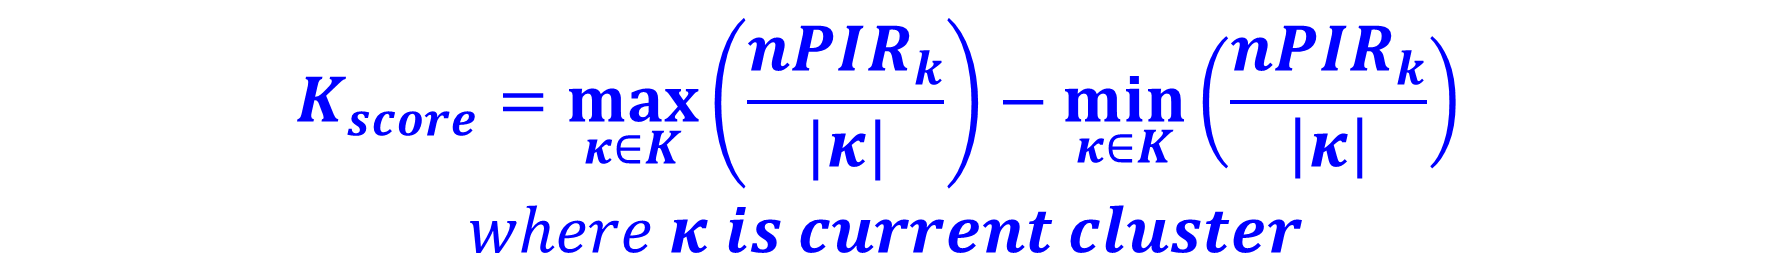 K_score = max_{κ∈K} (nPIR_k / |κ|) − min_{κ∈K} (nPIR_k / |κ|)
where κ is current cluster